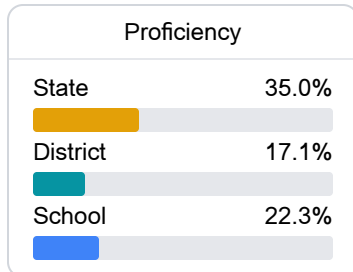 Proficiency
State 35.0%
District 17.1%
School 22.3%